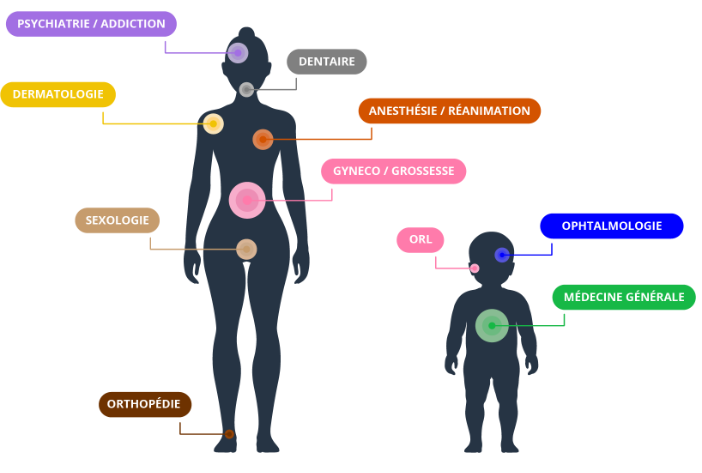 PSYCHIATRIE / ADDICTION
DENTAIRE
DERMATOLOGIE
ANESTHÉSIE / RÉANIMATION
GYNECO / GROSSESSE
SEXOLOGIE
ORL
OPHTALMOLOGIE
MÉDECINE GÉNÉRALE
ORTHOPÉDIE